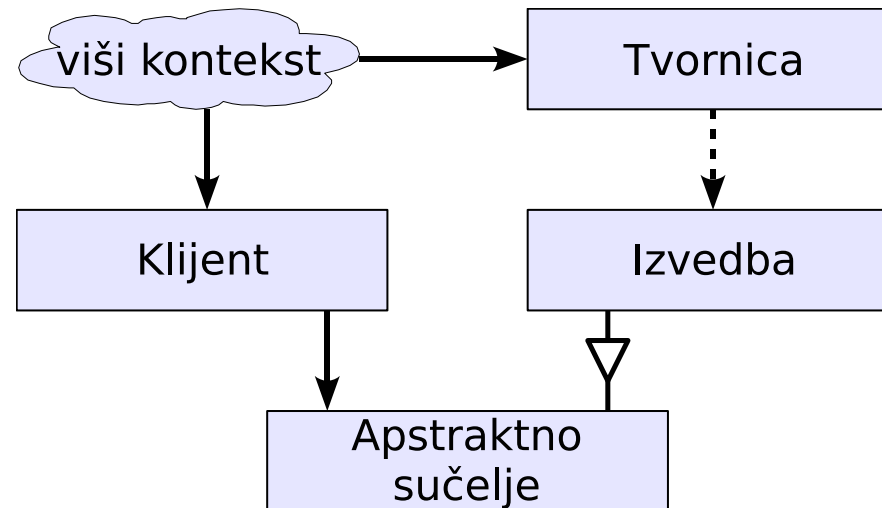 viši kontekst
Tvornica
Klijent
Izvedba
Apstraktno
sučelje